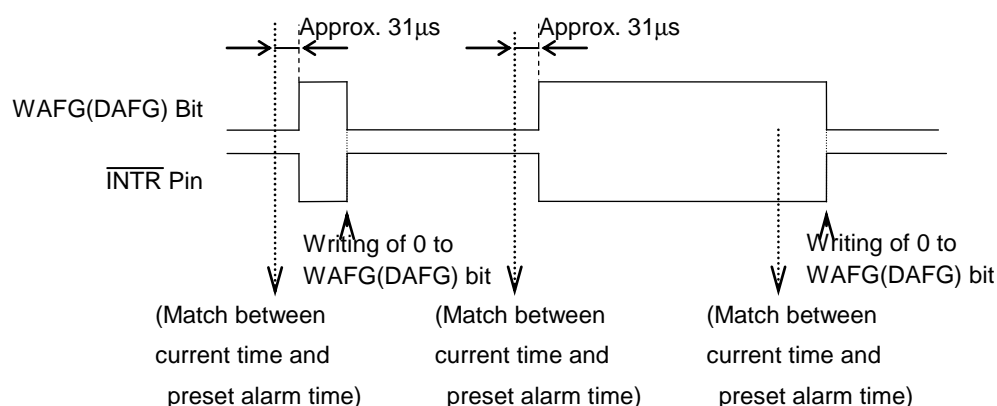 Approx. 31μs
Approx. 31μs
WAFG(DAFG) Bit
INTR Pin
Writing of 0 to
WAFG(DAFG) bit
Writing of 0 to
WAFG(DAFG) bit
(Match between
current time and
preset alarm time)
(Match between
current time and
preset alarm time)
(Match between
current time and
preset alarm time)